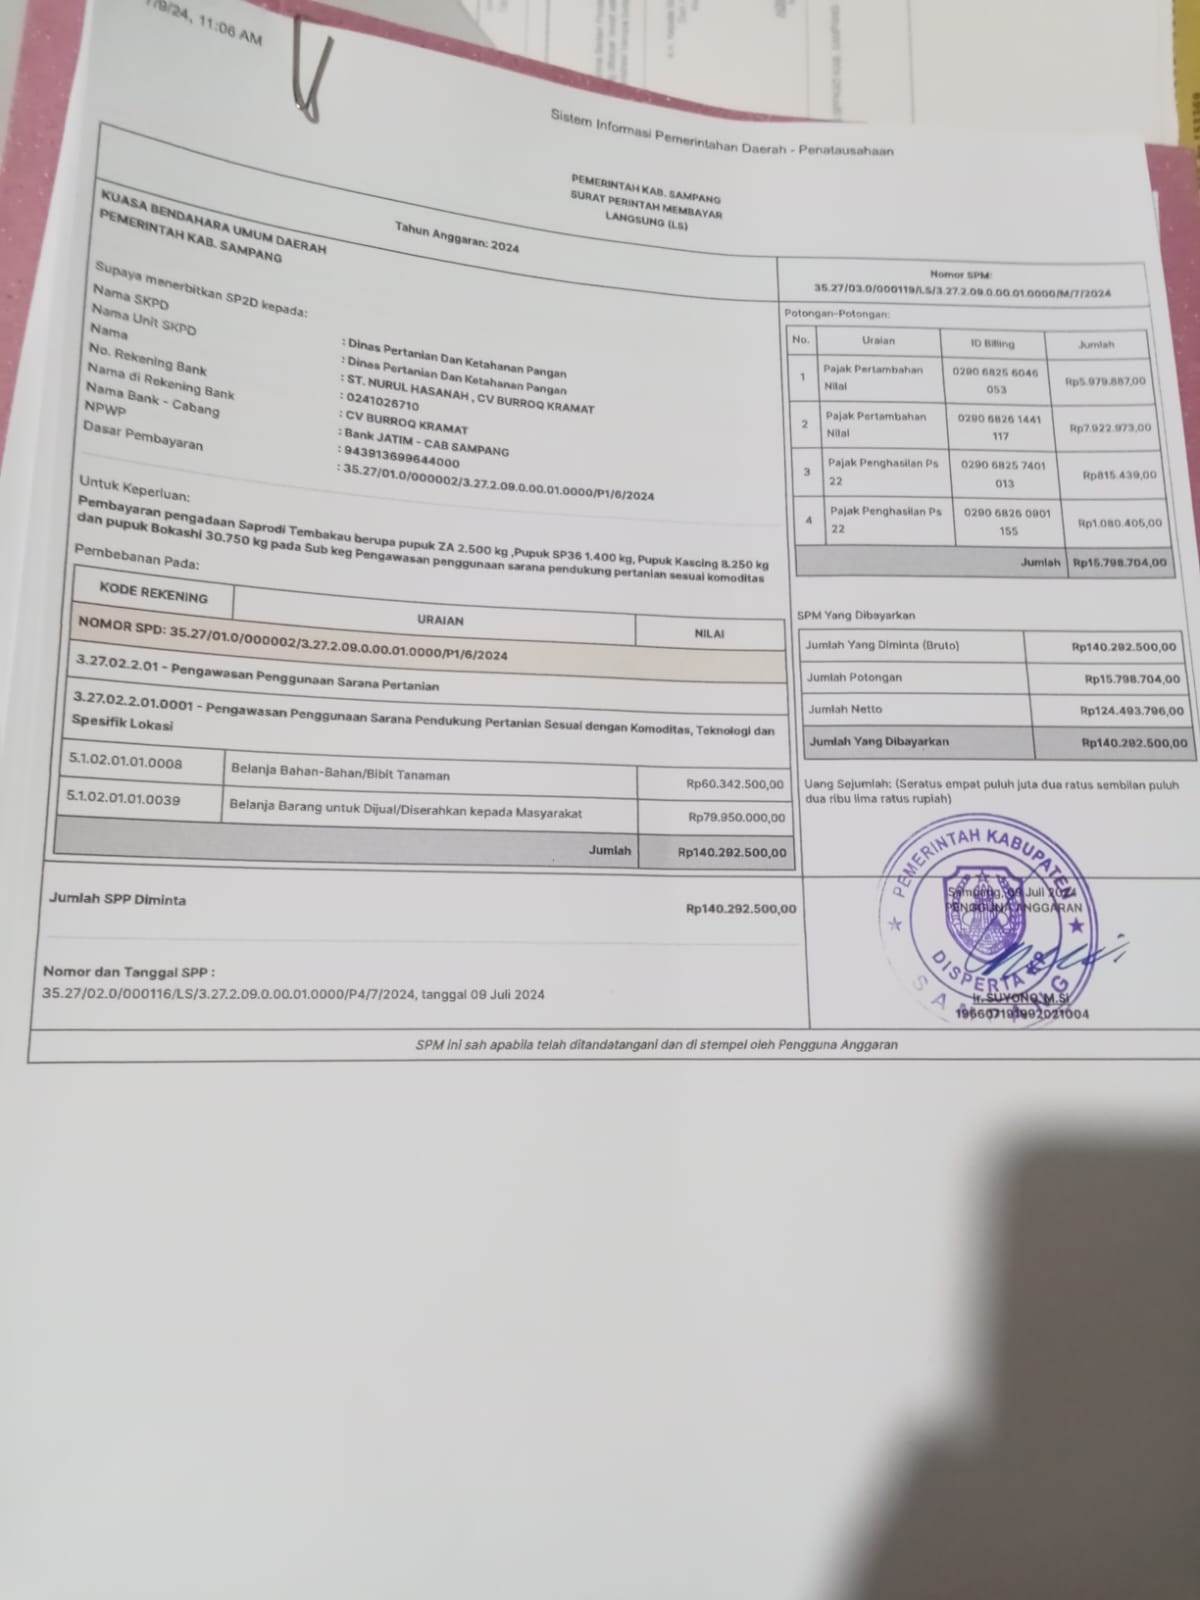 7/9/24, 11:06 AM
Sistem Informasi Pemerintahan Daerah - Penatausahaan
PEMERINTAH KAB. SAMPANG
SURAT PERINTAH MEMBAYAR
LANGSUNG (LS)
Tahun Anggaran: 2024
KUASA BENDAHARA UMUM DAERAH
PEMERINTAH KAB. SAMPANG
Supaya menerbitkan SP2D kepada:
Nama SKPD : Dinas Pertanian Dan Ketahanan Pangan
Nama Unit SKPD : Dinas Pertanian Dan Ketahanan Pangan
Nama : ST. NURUL HASANAH , CV BURROQ KRAMAT
No. Rekening Bank : 0241026710
Nama di Rekening Bank : CV BURROQ KRAMAT
Nama Bank - Cabang : Bank JATIM - CAB SAMPANG
NPWP : 943913699644000
Dasar Pembayaran : 35.27/01.0/000002/3.27.2.09.0.00.01.0000/P1/6/2024
Untuk Keperluan:
Pembayaran pengadaan Saprodi Tembakau berupa pupuk ZA 2.500 kg ,Pupuk SP36 1.400 kg, Pupuk Kascing 8.250 kg
dan pupuk Bokashi 30.750 kg pada Sub keg Pengawasan penggunaan sarana pendukung pertanian sesuai komoditas
Pembebanan Pada:
KODE REKENING URAIAN NILAI
NOMOR SPD: 35.27/01.0/000002/3.27.2.09.0.00.01.0000/P1/6/2024
3.27.02.2.01 - Pengawasan Penggunaan Sarana Pertanian
3.27.02.2.01.0001 - Pengawasan Penggunaan Sarana Pendukung Pertanian Sesuai dengan Komoditas, Teknologi dan
Spesifik Lokasi
5.1.02.01.01.0008 Belanja Bahan-Bahan/Bibit Tanaman Rp60.342.500,00
5.1.02.01.01.0039 Belanja Barang untuk Dijual/Diserahkan kepada Masyarakat Rp79.950.000,00
Jumlah Rp140.292.500,00
Jumlah SPP Diminta Rp140.292.500,00
Nomor dan Tanggal SPP :
35.27/02.0/000116/LS/3.27.2.09.0.00.01.0000/P4/7/2024, tanggal 09 Juli 2024
Nomor SPM:
35.27/03.0/000119/LS/3.27.2.09.0.00.01.0000/M/7/2024
Potongan-Potongan:
No. Uraian ID Billing Jumlah
1 Pajak Pertambahan Nilai 0290 6825 6046 053 Rp5.979.887,00
2 Pajak Pertambahan Nilai 0290 6826 1441 117 Rp7.922.973,00
3 Pajak Penghasilan Ps 22 0290 6825 7401 013 Rp815.439,00
4 Pajak Penghasilan Ps 22 0290 6826 0901 155 Rp1.080.405,00
Jumlah Rp15.798.704,00
SPM Yang Dibayarkan
Jumlah Yang Diminta (Bruto) Rp140.292.500,00
Jumlah Potongan Rp15.798.704,00
Jumlah Netto Rp124.493.796,00
Jumlah Yang Dibayarkan Rp140.292.500,00
Uang Sejumlah: (Seratus empat puluh juta dua ratus sembilan puluh
dua ribu lima ratus rupiah)
Sampang, 09 Juli 2024
PENGGUNA ANGGARAN
PEMERINTAH KABUPATEN
DISPERTA KP
SAMPANG
Ir. SUYONO, M.Si
196607191992021004
SPM ini sah apabila telah ditandatangani dan di stempel oleh Pengguna Anggaran